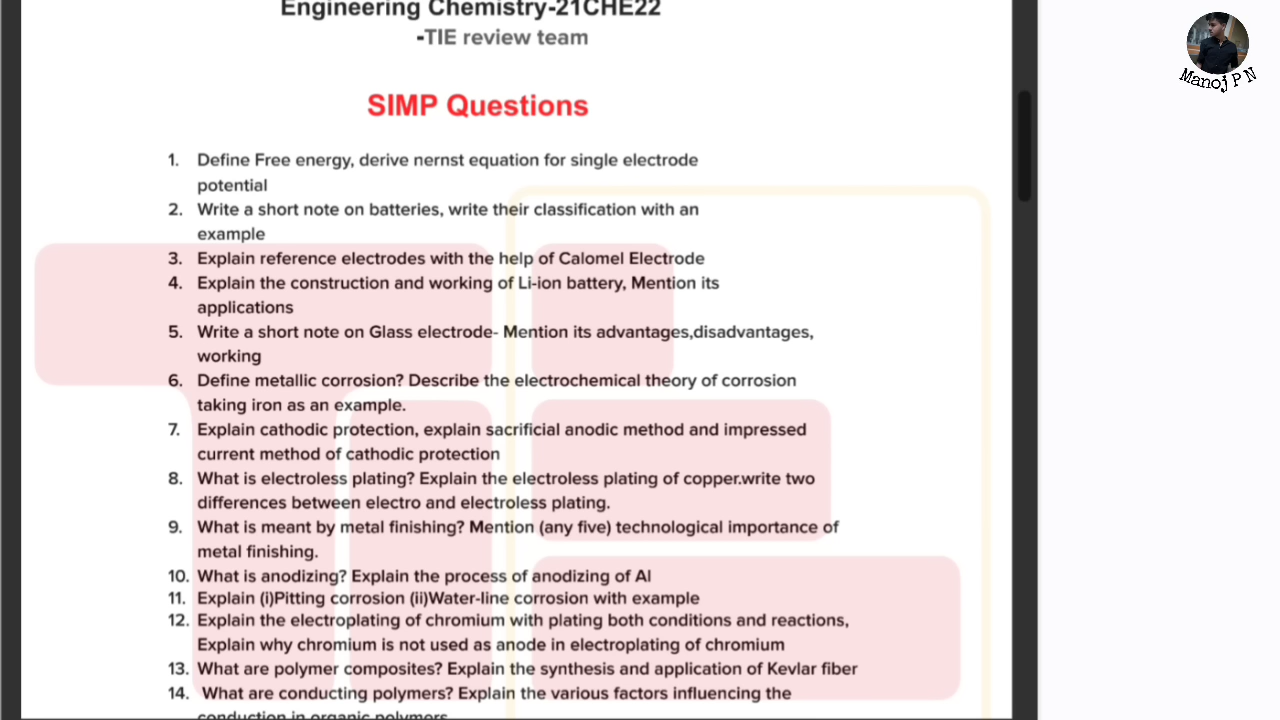 Engineering Chemistry-21CHE22
-TIE review team
Manoj P N
SIMP Questions
1. Define Free energy, derive nernst equation for single electrode
potential
2. Write a short note on batteries, write their classification with an
example
3. Explain reference electrodes with the help of Calomel Electrode
4. Explain the construction and working of Li-ion battery, Mention its
applications
5. Write a short note on Glass electrode- Mention its advantages,disadvantages,
working
6. Define metallic corrosion? Describe the electrochemical theory of corrosion
taking iron as an example.
7. Explain cathodic protection, explain sacrificial anodic method and impressed
current method of cathodic protection
8. What is electroless plating? Explain the electroless plating of copper.write two
differences between electro and electroless plating.
9. What is meant by metal finishing? Mention (any five) technological importance of
metal finishing.
10. What is anodizing? Explain the process of anodizing of Al
11. Explain (i)Pitting corrosion (ii)Water-line corrosion with example
12. Explain the electroplating of chromium with plating both conditions and reactions,
Explain why chromium is not used as anode in electroplating of chromium
13. What are polymer composites? Explain the synthesis and application of Kevlar fiber
14. What are conducting polymers? Explain the various factors influencing the
conduction in organic polymers